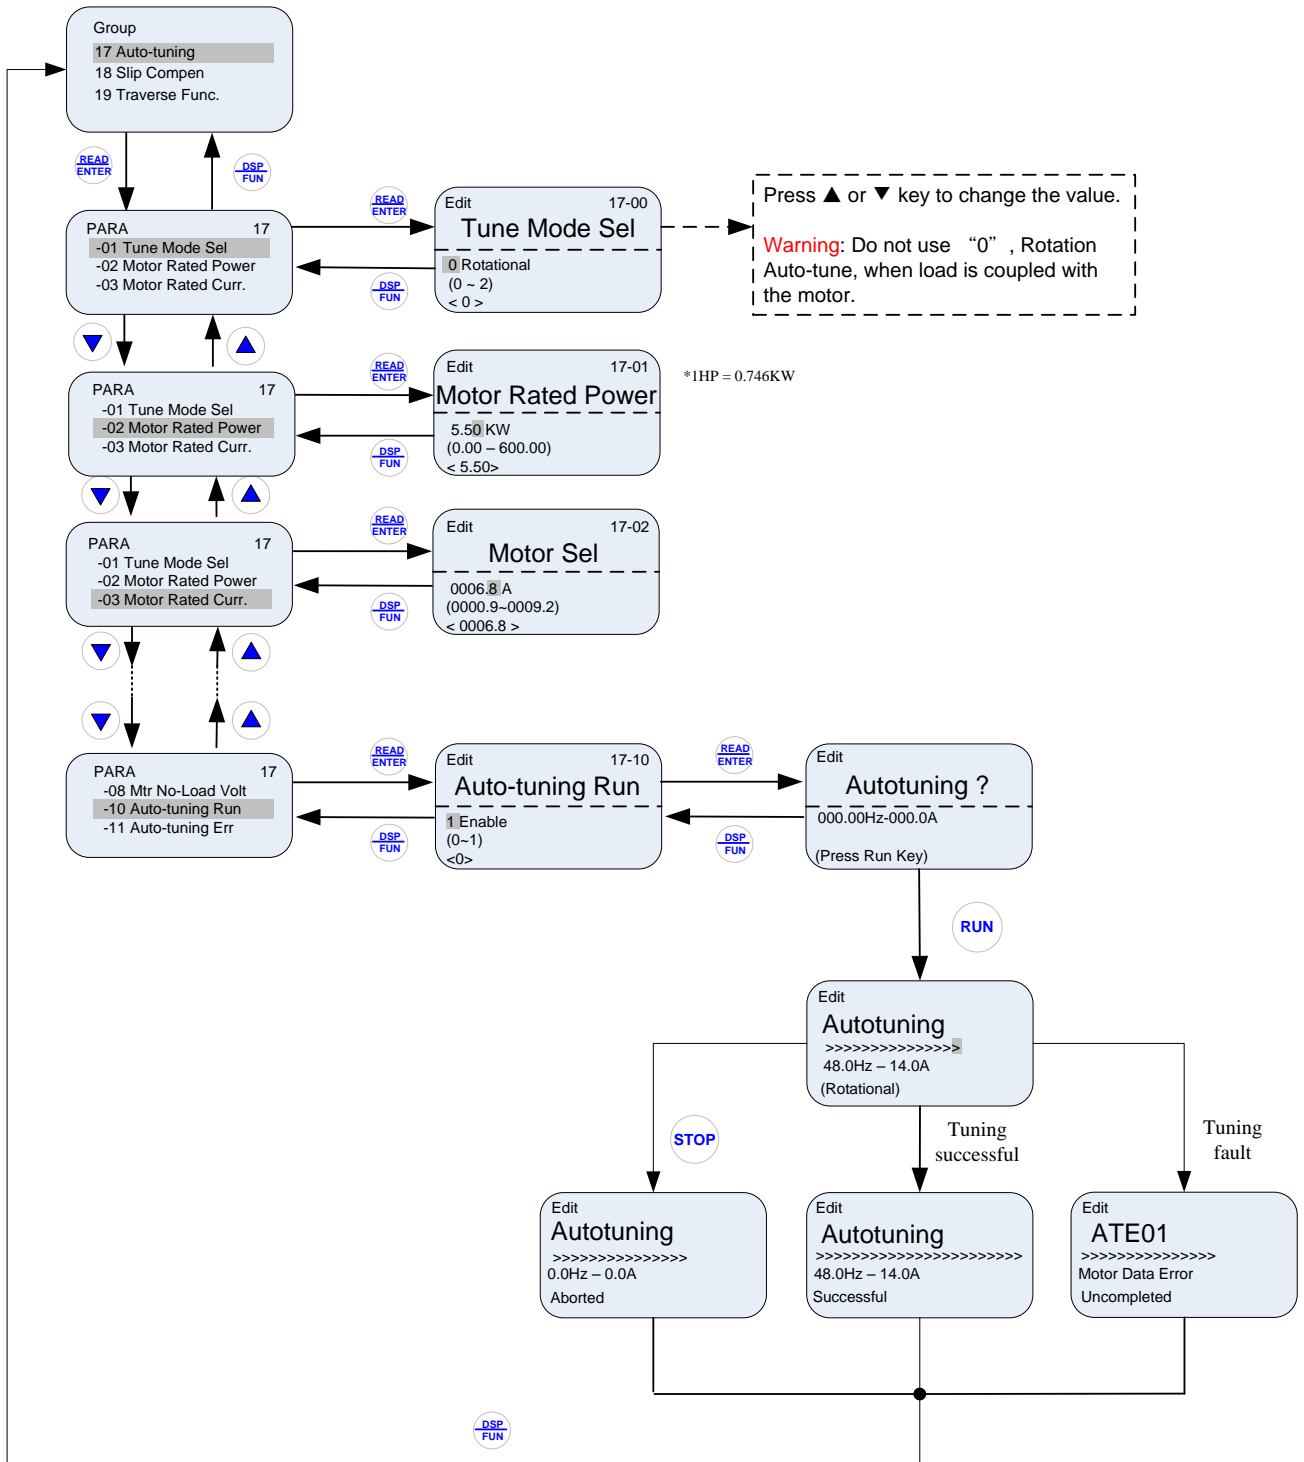 Group
17 Auto-tuning
18 Slip Compen
19 Traverse Func.
READ
ENTER
DSP
FUN
PARA 17
-01 Tune Mode Sel
-02 Motor Rated Power
-03 Motor Rated Curr.
READ
ENTER
DSP
FUN
Edit 17-00
Tune Mode Sel
0 Rotational
(0 ~ 2)
< 0 >
Press ▲ or ▼ key to change the value.
Warning: Do not use “0”, Rotation
Auto-tune, when load is coupled with
the motor.
PARA 17
-01 Tune Mode Sel
-02 Motor Rated Power
-03 Motor Rated Curr.
READ
ENTER
DSP
FUN
Edit 17-01
Motor Rated Power
5.50 KW
(0.00 – 600.00)
< 5.50>
*1HP = 0.746KW
PARA 17
-01 Tune Mode Sel
-02 Motor Rated Power
-03 Motor Rated Curr.
READ
ENTER
DSP
FUN
Edit 17-02
Motor Sel
0006.8 A
(0000.9~0009.2)
< 0006.8 >
PARA 17
-08 Mtr No-Load Volt
-10 Auto-tuning Run
-11 Auto-tuning Err
READ
ENTER
DSP
FUN
Edit 17-10
Auto-tuning Run
1 Enable
(0~1)
<0>
READ
ENTER
DSP
FUN
Edit
Autotuning ?
000.00Hz-000.0A
(Press Run Key)
RUN
Edit
Autotuning
>>>>>>>>>>>>>>>
48.0Hz – 14.0A
(Rotational)
STOP
Tuning
successful
Tuning
fault
Edit
Autotuning
>>>>>>>>>>>>>>>
0.0Hz – 0.0A
Aborted
Edit
Autotuning
>>>>>>>>>>>>>>>>>>>>>>>
48.0Hz – 14.0A
Successful
Edit
ATE01
>>>>>>>>>>>>>>>
Motor Data Error
Uncompleted
DSP
FUN